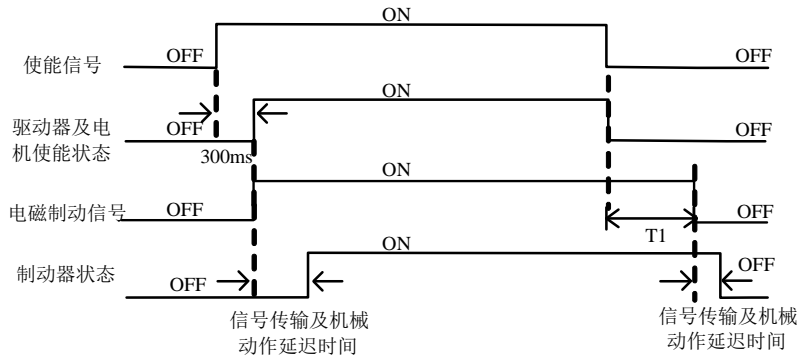 ON
使能信号 OFF OFF
ON
驱动器及电
机使能状态 OFF OFF
300ms
ON
电磁制动信号 OFF OFF
T1
ON
制动器状态 OFF OFF
信号传输及机械
动作延迟时间
信号传输及机械
动作延迟时间